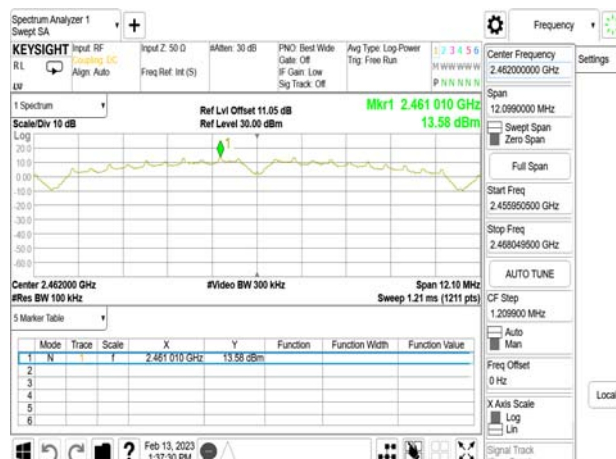 Spectrum Analyzer 1
Swept SA
Frequency
KEYSIGHT Input: RF Input Z: 50 Ω #Atten: 30 dB PNO: Best Wide Avg Type: Log-Power 1 2 3 4 5 6
RL Coupling: DC Gate: Off Trig: Free Run M W W W W W
Align: Auto Freq Ref: Int (S) IF Gain: Low
Sig Track: Off P N N N N N
1 Spectrum
Scale/Div 10 dB
Ref Lvl Offset 11.05 dB
Ref Level 30.00 dBm
Mkr1 2.461 010 GHz
13.58 dBm
Log
20.0
10.0
0.00
-10.0
-20.0
-30.0
-40.0
-50.0
-60.0
1
Center 2.462000 GHz #Video BW 300 kHz Span 12.10 MHz
#Res BW 100 kHz Sweep 1.21 ms (1211 pts)
5 Marker Table
Mode Trace Scale X Y Function Function Width Function Value
1 N 1 f 2.461 010 GHz 13.58 dBm
2
3
4
5
6
Feb 13, 2023
1:37:30 PM
?
Center Frequency
2.462000000 GHz
Span
12.0990000 MHz
Swept Span
Zero Span
Full Span
Start Freq
2.455950500 GHz
Stop Freq
2.468049500 GHz
AUTO TUNE
CF Step
1.209900 MHz
Auto
Man
Freq Offset
0 Hz
X Axis Scale
Log
Lin
Signal Track
Settings
Local